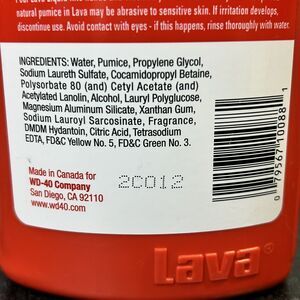 natural pumice in Lava may be abrasive to sensitive skin. If irritation develops,
discontinue use. Avoid contact with eyes - if this happens, rinse thoroughly with water.
INGREDIENTS: Water, Pumice, Propylene Glycol,
Sodium Laureth Sulfate, Cocamidopropyl Betaine,
Polysorbate 80 (and) Cetyl Acetate (and)
Acetylated Lanolin, Alcohol, Lauryl Polyglucose,
Magnesium Aluminum Silicate, Xanthan Gum,
Sodium Lauroyl Sarcosinate, Fragrance,
DMDM Hydantoin, Citric Acid, Tetrasodium
EDTA, FD&C Yellow No. 5, FD&C Green No. 3.
Made in Canada for
WD-40 Company
San Diego, CA 92110
www.wd40.com
2C012
0 79567 10088 1
Lava®